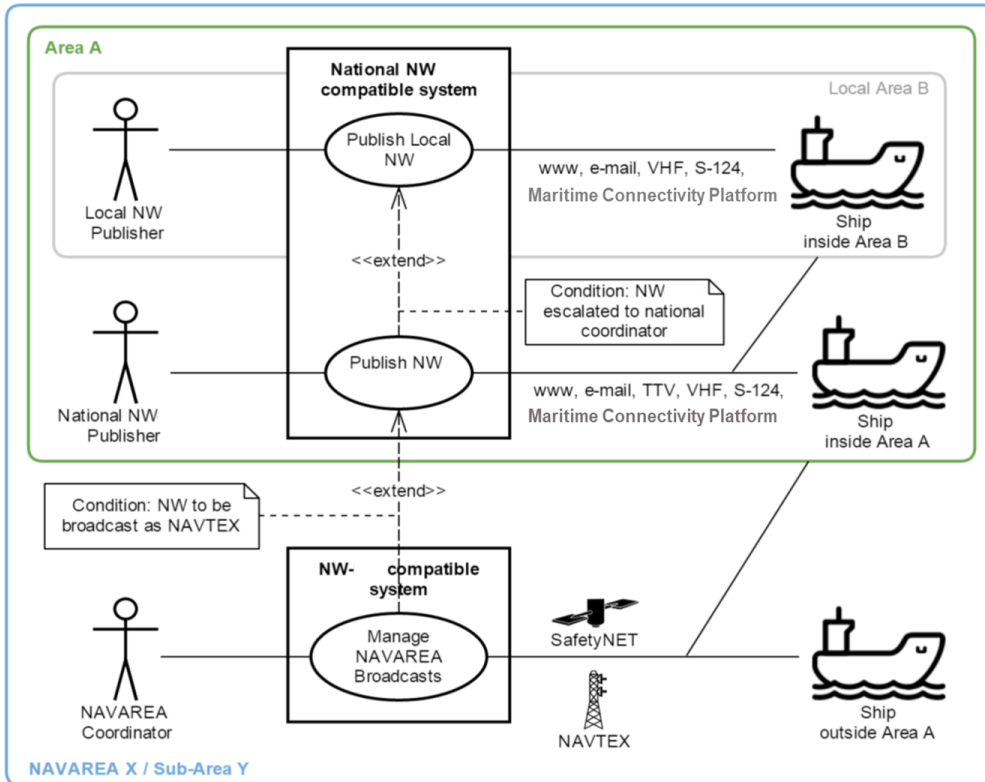 Area A
National NW
compatible system
Local Area B
Publish Local
NW
www, e-mail, VHF, S-124,
Maritime Connectivity Platform
Local NW
Publisher
Ship
inside Area B
<<extend>>
Condition: NW
escalated to national
coordinator
Publish NW
www, e-mail, TTV, VHF, S-124,
Maritime Connectivity Platform
National NW
Publisher
Ship
inside Area A
<<extend>>
Condition: NW to be
broadcast as NAVTEX
NW- compatible
system
Manage
NAVAREA
Broadcasts
SafetyNET
NAVAREA
Coordinator
NAVTEX
Ship
outside Area A
NAVAREA X / Sub-Area Y